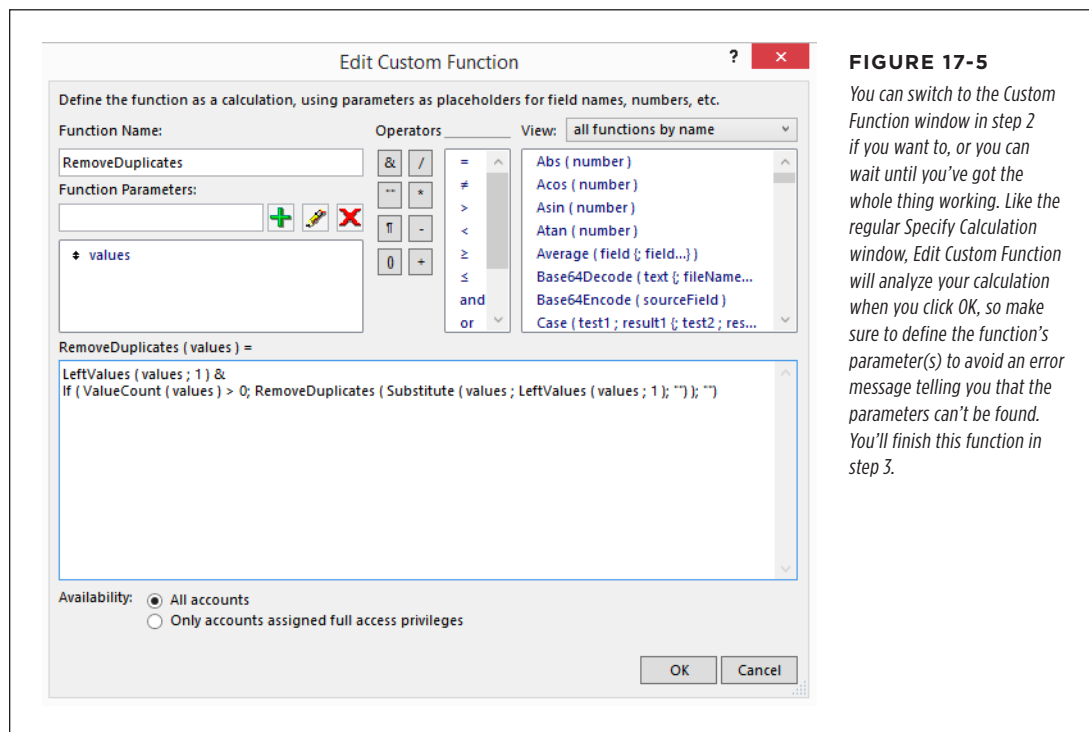 Edit Custom Function
?
×
Define the function as a calculation, using parameters as placeholders for field names, numbers, etc.
Function Name:
RemoveDuplicates
Function Parameters:
values
Operators
& /
"" *
¶ -
() +
=
≠
>
<
≥
≤
and
or
View: all functions by name
Abs ( number )
Acos ( number )
Asin ( number )
Atan ( number )
Average ( field {; field...} )
Base64Decode ( text {; fileName...
Base64Encode ( sourceField )
Case ( test1 ; result1 {; test2 ; res...
RemoveDuplicates ( values ) =
LeftValues ( values ; 1 ) &
If ( ValueCount ( values ) > 0; RemoveDuplicates ( Substitute ( values ; LeftValues ( values ; 1 ); "") ); "")
Availability:
All accounts
Only accounts assigned full access privileges
OK
Cancel
FIGURE 17-5
You can switch to the Custom
Function window in step 2
if you want to, or you can
wait until you’ve got the
whole thing working. Like the
regular Specify Calculation
window, Edit Custom Function
will analyze your calculation
when you click OK, so make
sure to define the function’s
parameter(s) to avoid an error
message telling you that the
parameters can’t be found.
You’ll finish this function in
step 3.